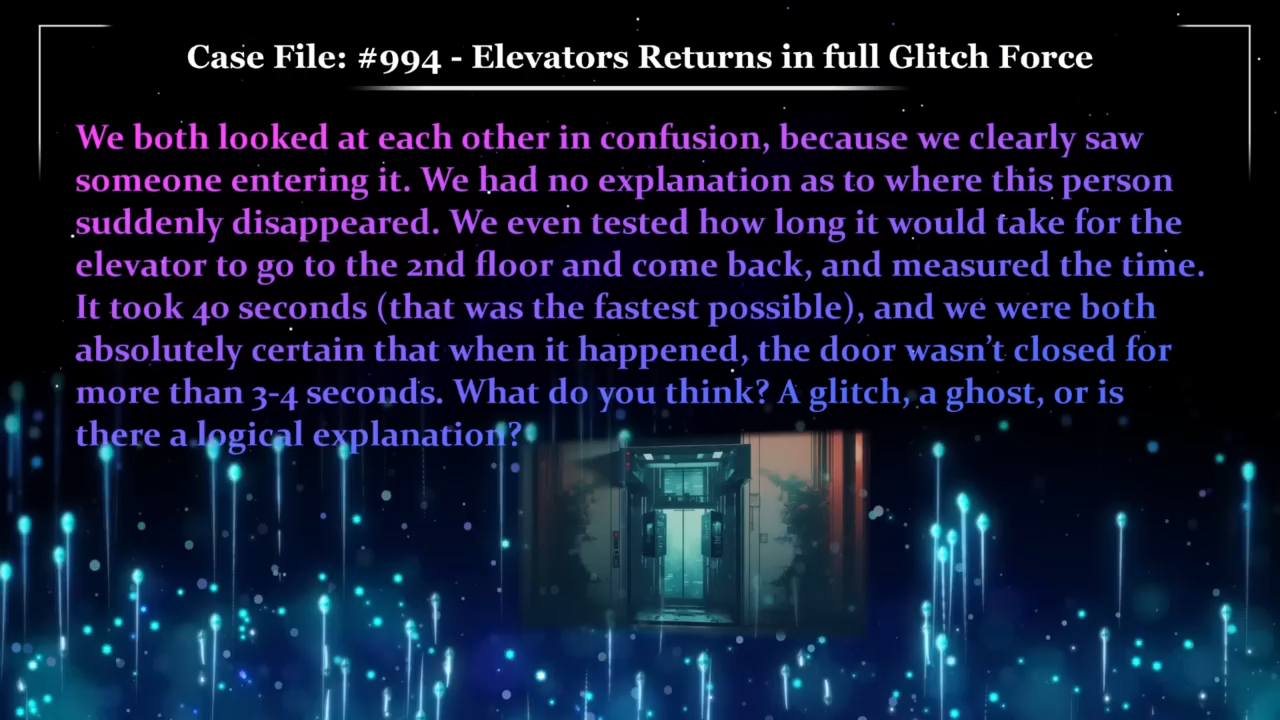 Case File: #994 - Elevators Returns in full Glitch Force
We both looked at each other in confusion, because we clearly saw
someone entering it. We had no explanation as to where this person
suddenly disappeared. We even tested how long it would take for the
elevator to go to the 2nd floor and come back, and measured the time.
It took 40 seconds (that was the fastest possible), and we were both
absolutely certain that when it happened, the door wasn’t closed for
more than 3-4 seconds. What do you think? A glitch, a ghost, or is
there a logical explanation?